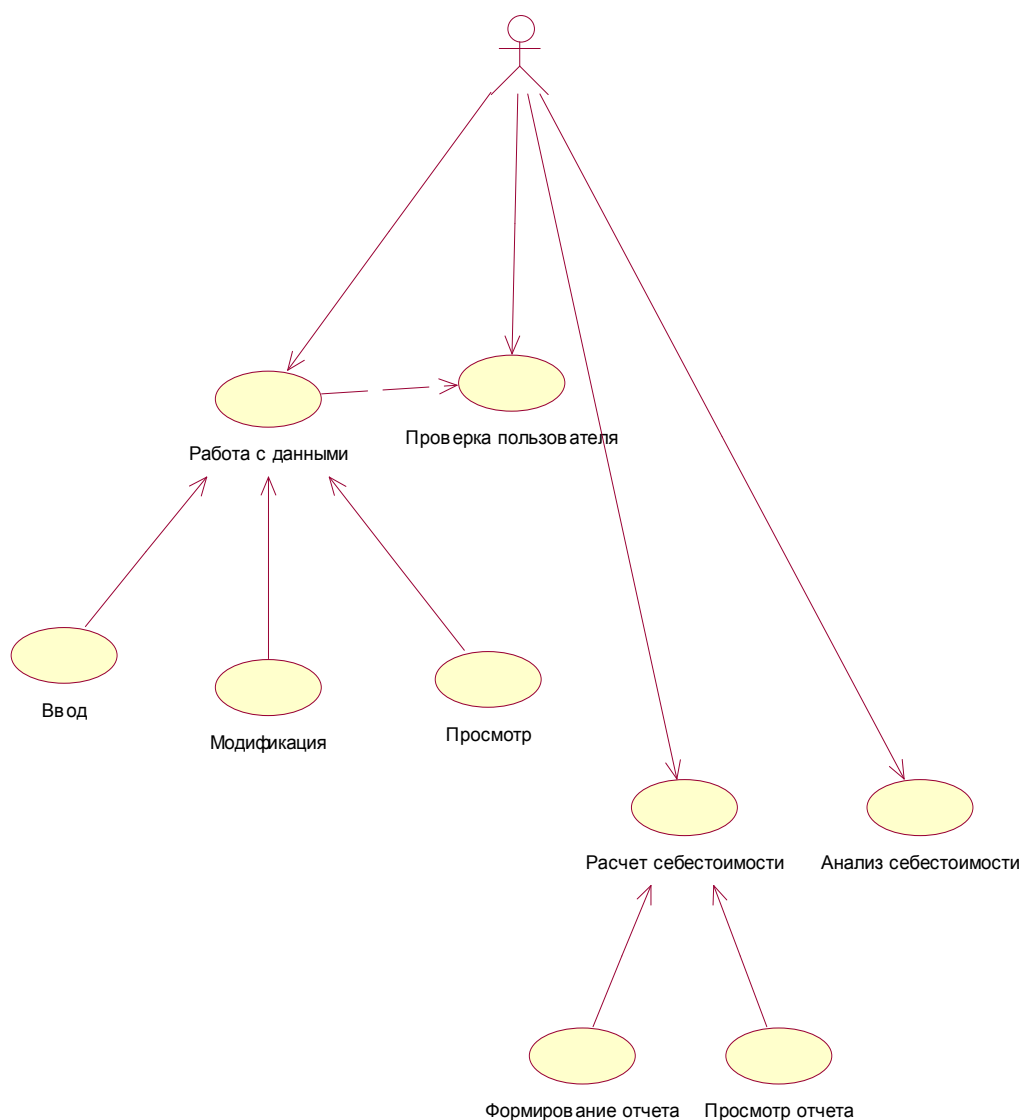 Проверка пользователя
Работа с данными
Ввод
Модификация
Просмотр
Расчет себестоимости
Анализ себестоимости
Формирование отчета
Просмотр отчета